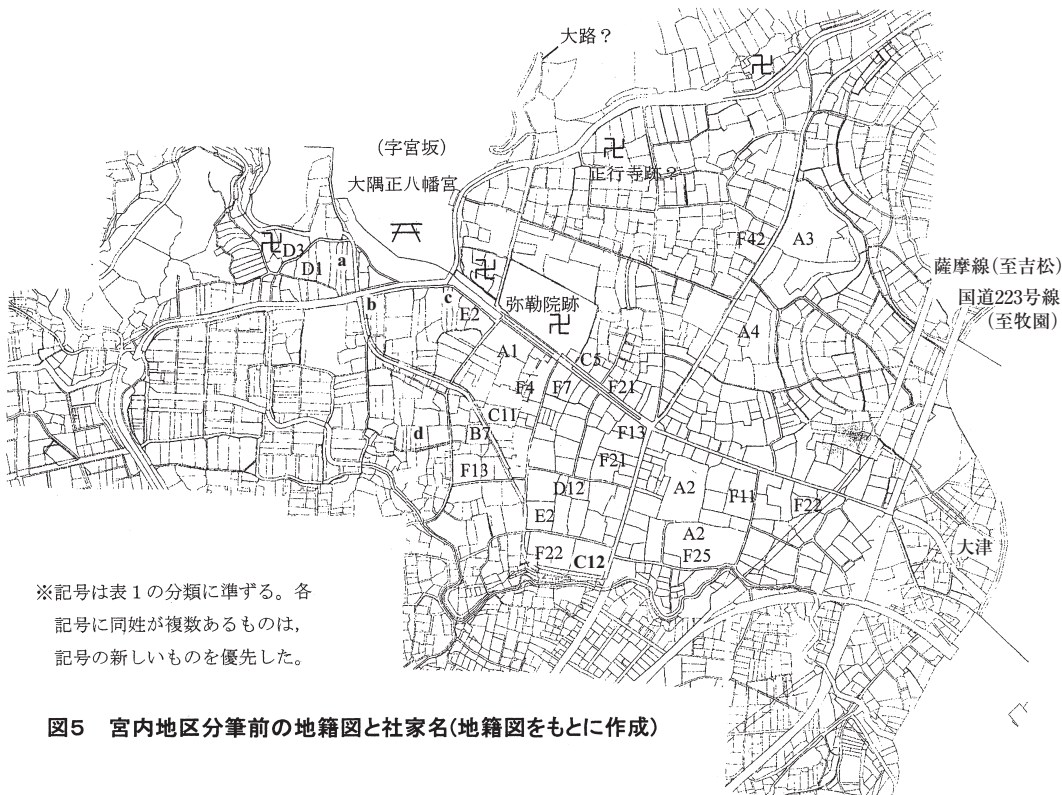 大路？
(字宮坂)
大隅正八幡宮
正行寺跡？
D3
D1
a
b
c
E2
弥勒院跡
F42
A3
薩摩線(至吉松)
国道223号線
(至牧園)
A4
A1
C5
F4
F7
F21
C11
B7
d
F13
F13
F21
D12
A2
F11
F22
E2
A2
F25
F22
C12
大津
※記号は表１の分類に準ずる。各
記号に同姓が複数あるものは，
記号の新しいものを優先した。
図5　宮内地区分筆前の地籍図と社家名(地籍図をもとに作成)